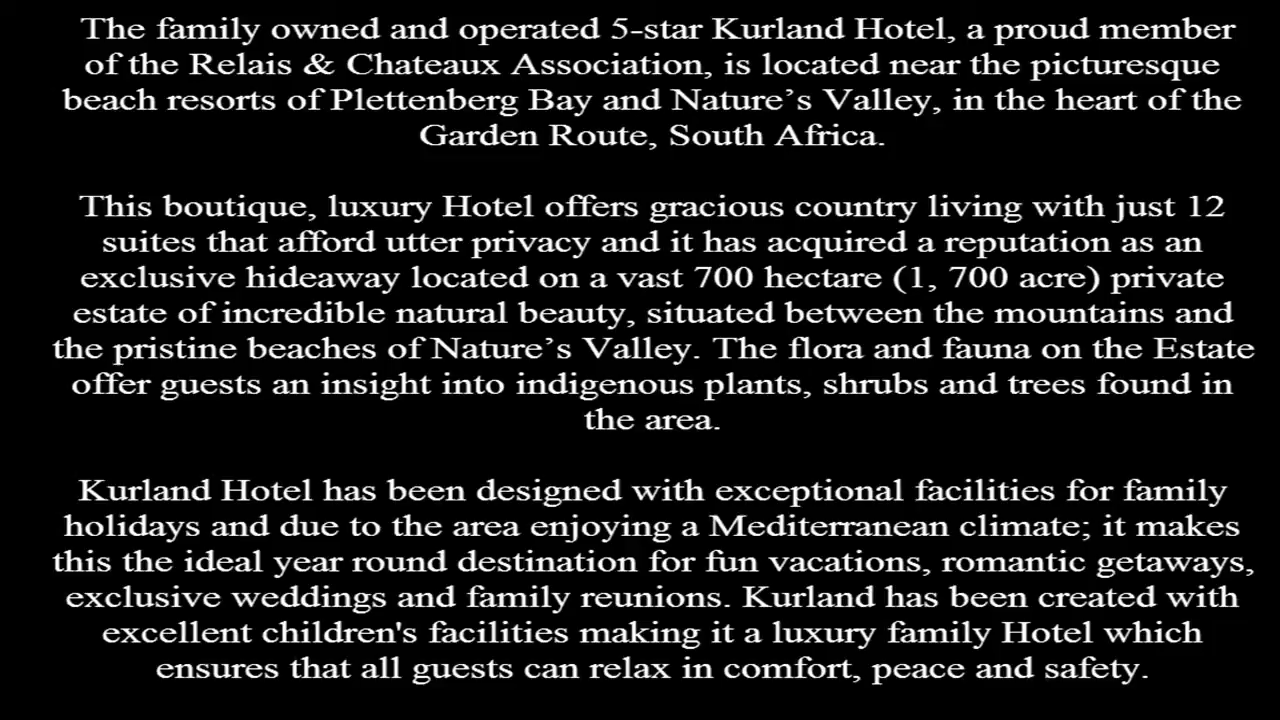 The family owned and operated 5-star Kurland Hotel, a proud member
of the Relais & Chateaux Association, is located near the picturesque
beach resorts of Plettenberg Bay and Nature’s Valley, in the heart of the
Garden Route, South Africa.
This boutique, luxury Hotel offers gracious country living with just 12
suites that afford utter privacy and it has acquired a reputation as an
exclusive hideaway located on a vast 700 hectare (1, 700 acre) private
estate of incredible natural beauty, situated between the mountains and
the pristine beaches of Nature’s Valley. The flora and fauna on the Estate
offer guests an insight into indigenous plants, shrubs and trees found in
the area.
Kurland Hotel has been designed with exceptional facilities for family
holidays and due to the area enjoying a Mediterranean climate; it makes
this the ideal year round destination for fun vacations, romantic getaways,
exclusive weddings and family reunions. Kurland has been created with
excellent children's facilities making it a luxury family Hotel which
ensures that all guests can relax in comfort, peace and safety.